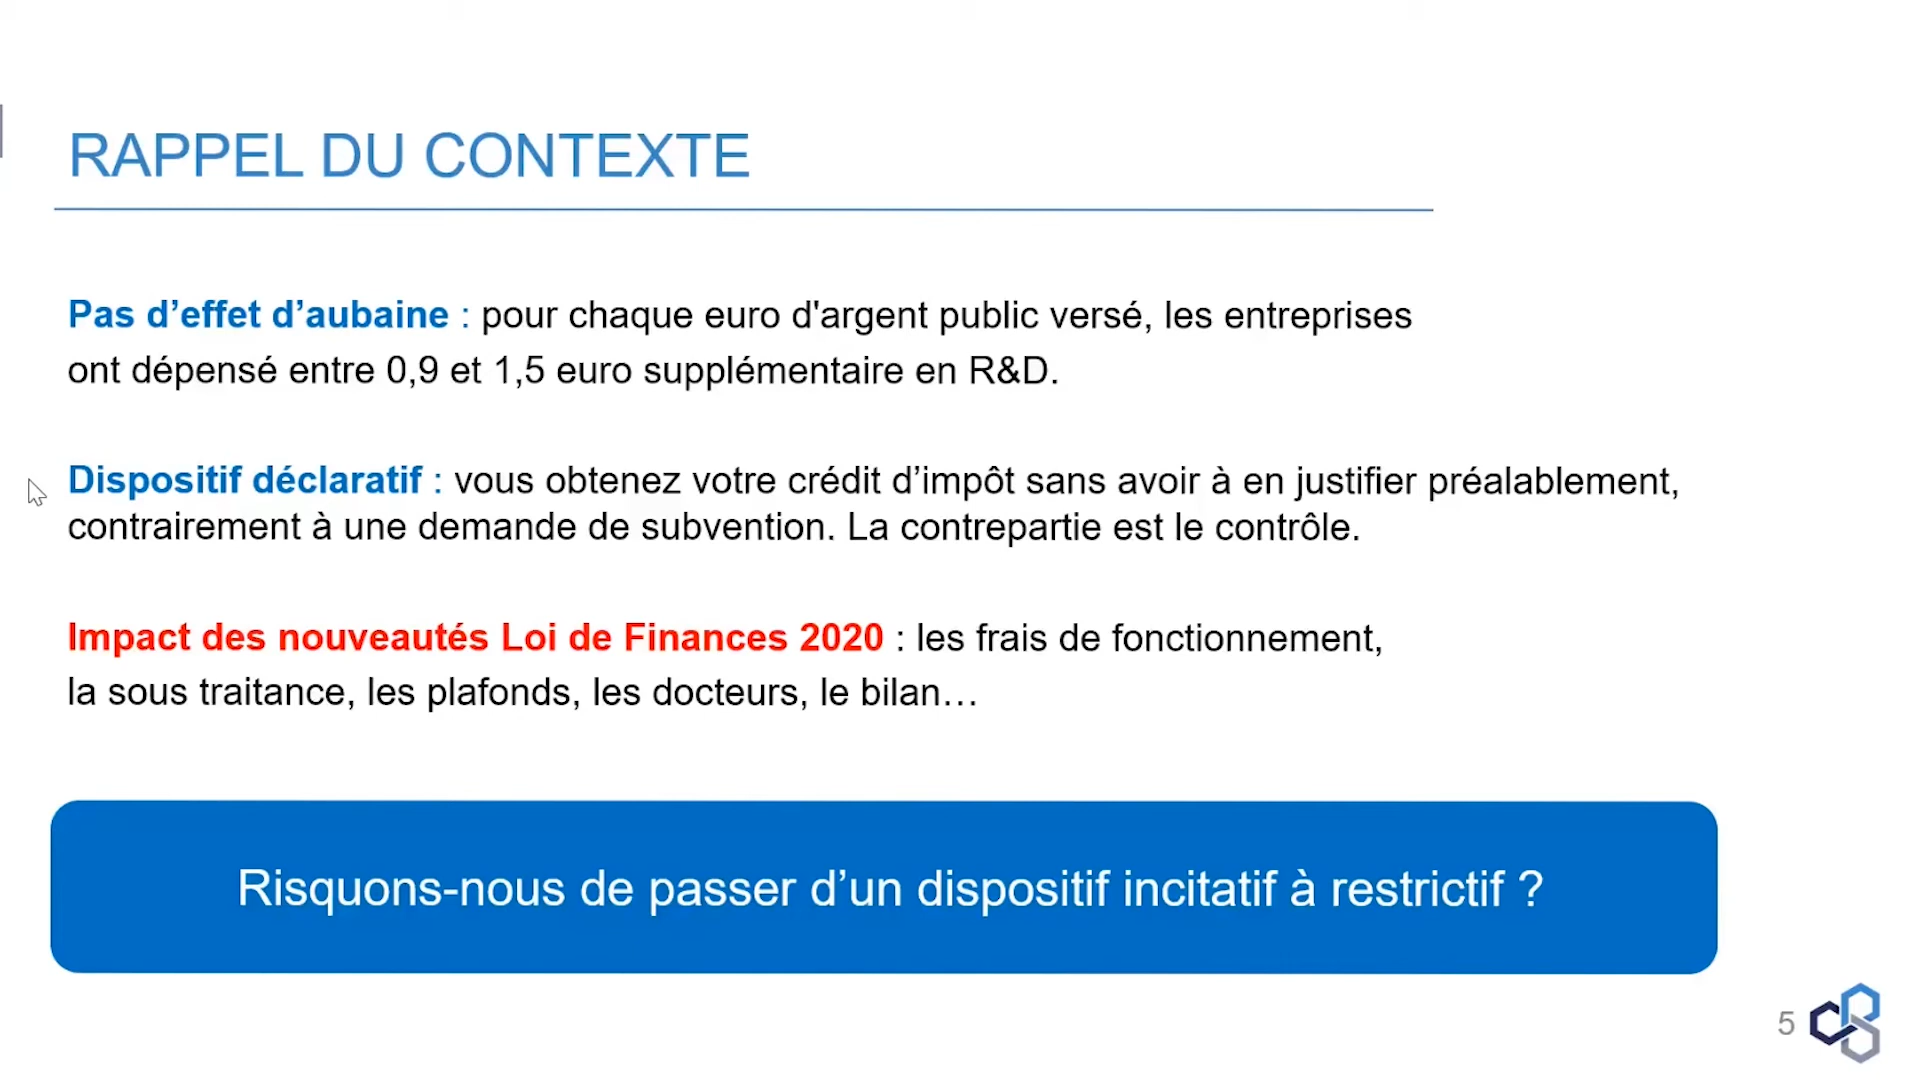 RAPPEL DU CONTEXTE
Pas d’effet d’aubaine : pour chaque euro d'argent public versé, les entreprises
ont dépensé entre 0,9 et 1,5 euro supplémentaire en R&D.
Dispositif déclaratif : vous obtenez votre crédit d’impôt sans avoir à en justifier préalablement,
contrairement à une demande de subvention. La contrepartie est le contrôle.
Impact des nouveautés Loi de Finances 2020 : les frais de fonctionnement,
la sous traitance, les plafonds, les docteurs, le bilan…
Risquons-nous de passer d’un dispositif incitatif à restrictif ?
5